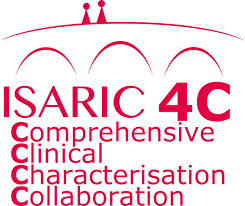 ISARIC 4C
Comprehensive
Clinical
Characterisation
Collaboration